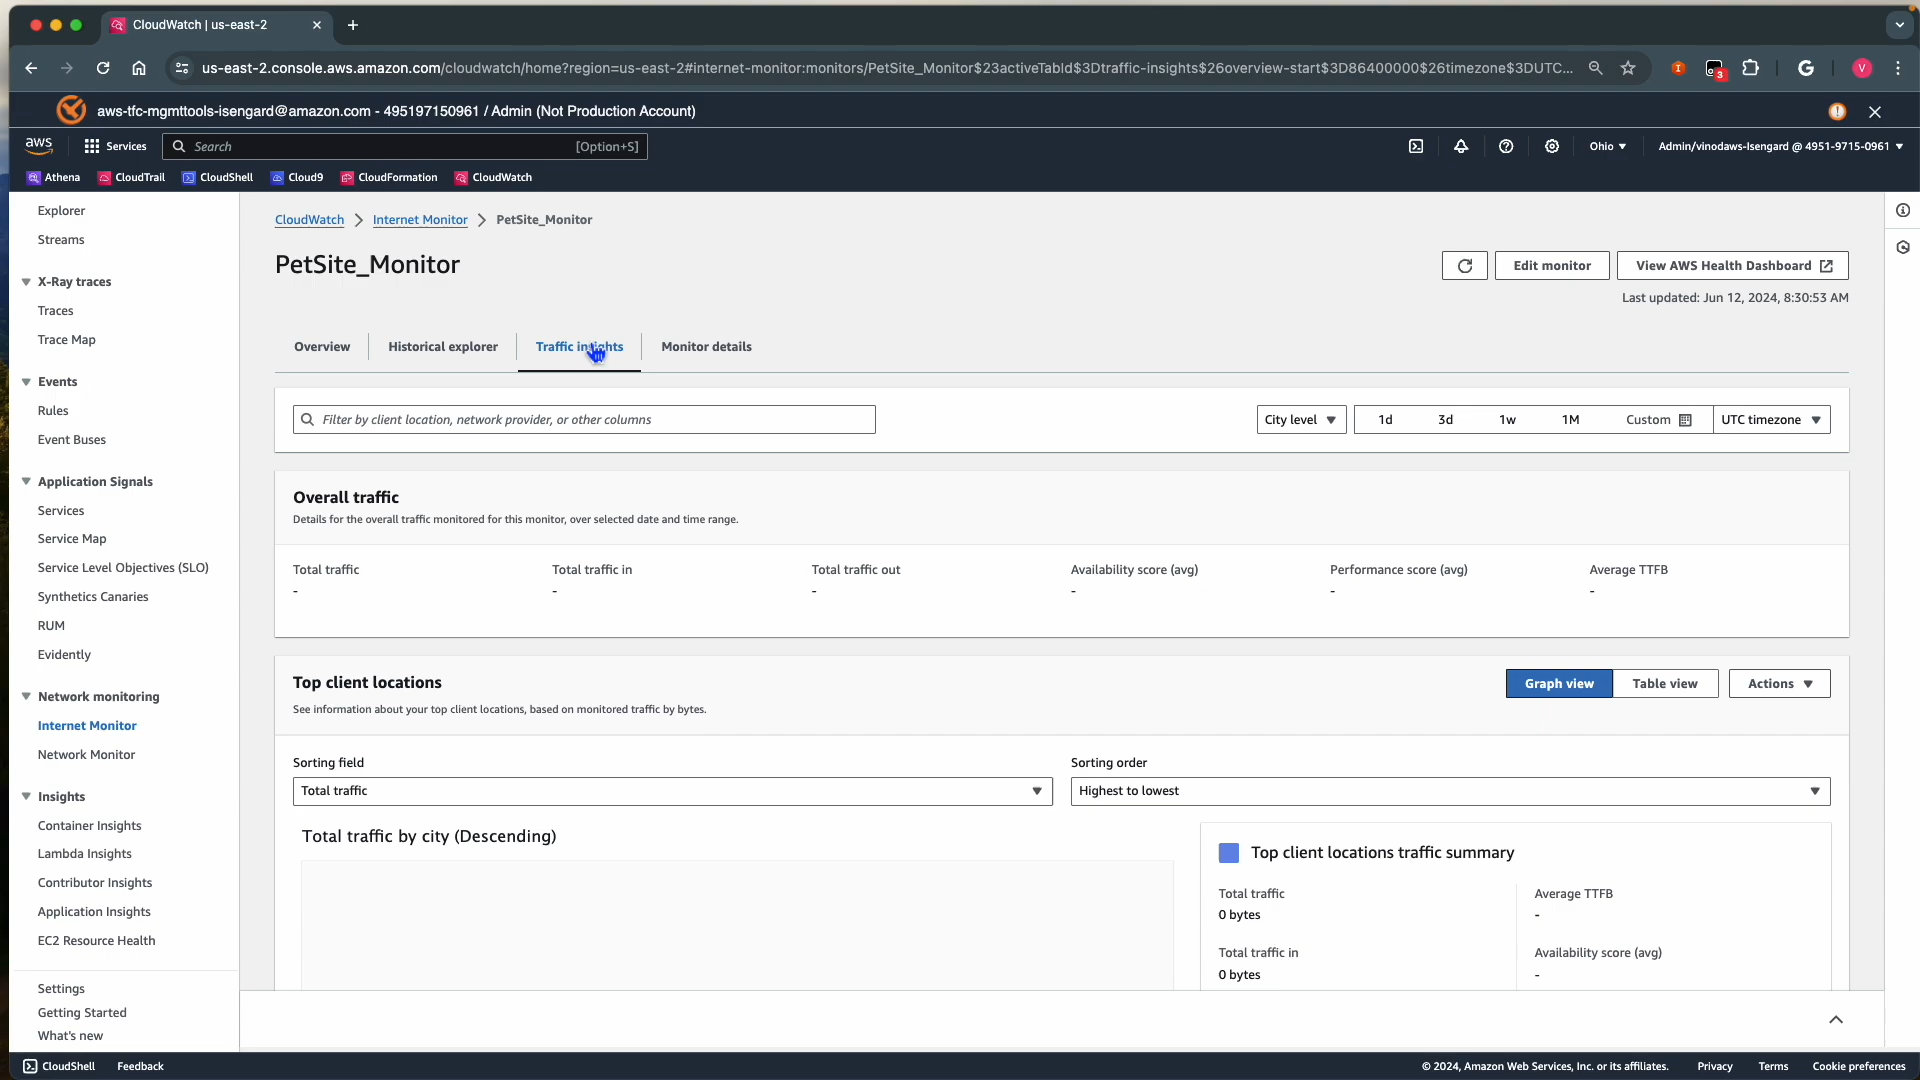 CloudWatch | us-east-2
us-east-2.console.aws.amazon.com/cloudwatch/home?region=us-east-2#internet-monitor:monitors/PetSite_Monitor$23activeTabId$3Dtraffic-insights$26overview-start$3D86400000$26timezone$3DUTC...
3
G
V
aws-tfc-mgmttools-isengard@amazon.com - 495197150961 / Admin (Not Production Account)
aws
Services
Search
[Option+S]
Ohio
Admin/vinodaws-Isengard @ 4951-9715-0961
Athena
CloudTrail
CloudShell
Cloud9
CloudFormation
CloudWatch
Explorer
Streams
X-Ray traces
Traces
Trace Map
Events
Rules
Event Buses
Application Signals
Services
Service Map
Service Level Objectives (SLO)
Synthetics Canaries
RUM
Evidently
Network monitoring
Internet Monitor
Network Monitor
Insights
Container Insights
Lambda Insights
Contributor Insights
Application Insights
EC2 Resource Health
Settings
Getting Started
What's new
CloudWatch > Internet Monitor > PetSite_Monitor
PetSite_Monitor
Edit monitor
View AWS Health Dashboard
Last updated: Jun 12, 2024, 8:30:53 AM
Overview
Historical explorer
Traffic insights
Monitor details
Filter by client location, network provider, or other columns
City level
1d
3d
1w
1M
Custom
UTC timezone
Overall traffic
Details for the overall traffic monitored for this monitor, over selected date and time range.
Total traffic
-
Total traffic in
-
Total traffic out
-
Availability score (avg)
-
Performance score (avg)
-
Average TTFB
-
Top client locations
See information about your top client locations, based on monitored traffic by bytes.
Graph view
Table view
Actions
Sorting field
Total traffic
Sorting order
Highest to lowest
Total traffic by city (Descending)
Top client locations traffic summary
Total traffic
0 bytes
Average TTFB
-
Total traffic in
0 bytes
Availability score (avg)
-
CloudShell
Feedback
© 2024, Amazon Web Services, Inc. or its affiliates.
Privacy
Terms
Cookie preferences